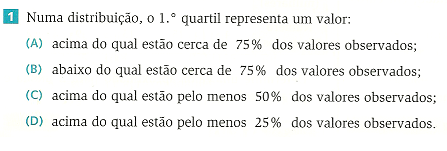 1 Numa distribuição, o 1.° quartil representa um valor:
(A) acima do qual estão cerca de 75% dos valores observados;
(B) abaixo do qual estão cerca de 75% dos valores observados;
(C) acima do qual estão pelo menos 50% dos valores observados;
(D) acima do qual estão pelo menos 25% dos valores observados.